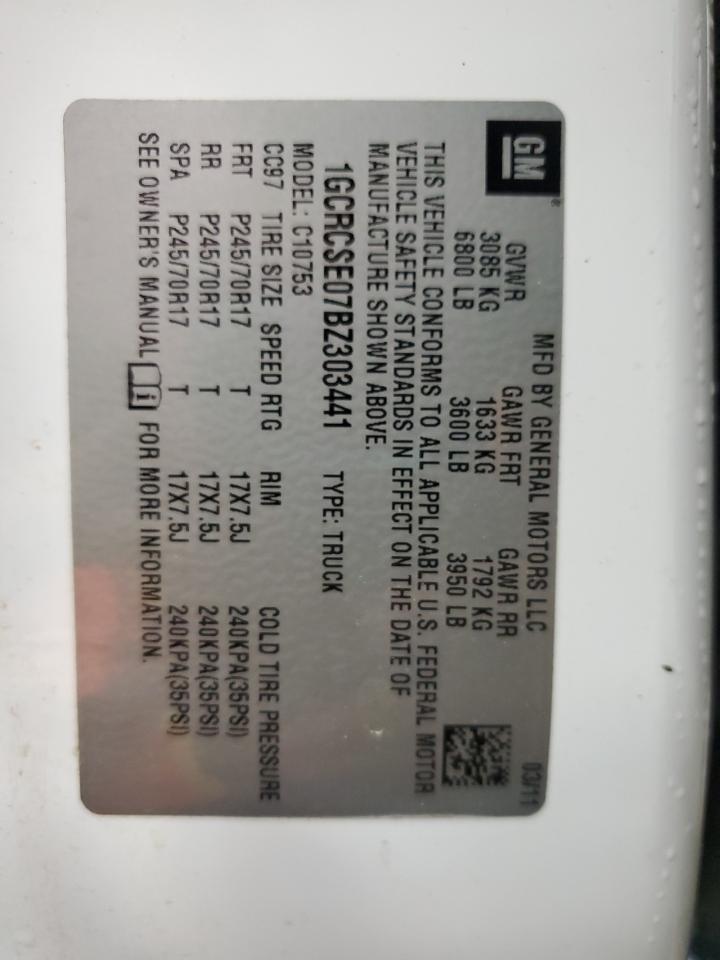 GM®
MFD BY GENERAL MOTORS LLC 03/11
GVWR GAWR FRT GAWR RR
3085 KG 1633 KG 1792 KG
6800 LB 3600 LB 3950 LB
THIS VEHICLE CONFORMS TO ALL APPLICABLE U.S. FEDERAL MOTOR
VEHICLE SAFETY STANDARDS IN EFFECT ON THE DATE OF
MANUFACTURE SHOWN ABOVE.
1GCRCSE07BZ303441 TYPE: TRUCK
MODEL: C10753
CC97 TIRE SIZE SPEED RTG RIM COLD TIRE PRESSURE
FRT P245/70R17 T 17X7.5J 240KPA(35PSI)
RR P245/70R17 T 17X7.5J 240KPA(35PSI)
SPA P245/70R17 T 17X7.5J 240KPA(35PSI)
SEE OWNER'S MANUAL i FOR MORE INFORMATION.